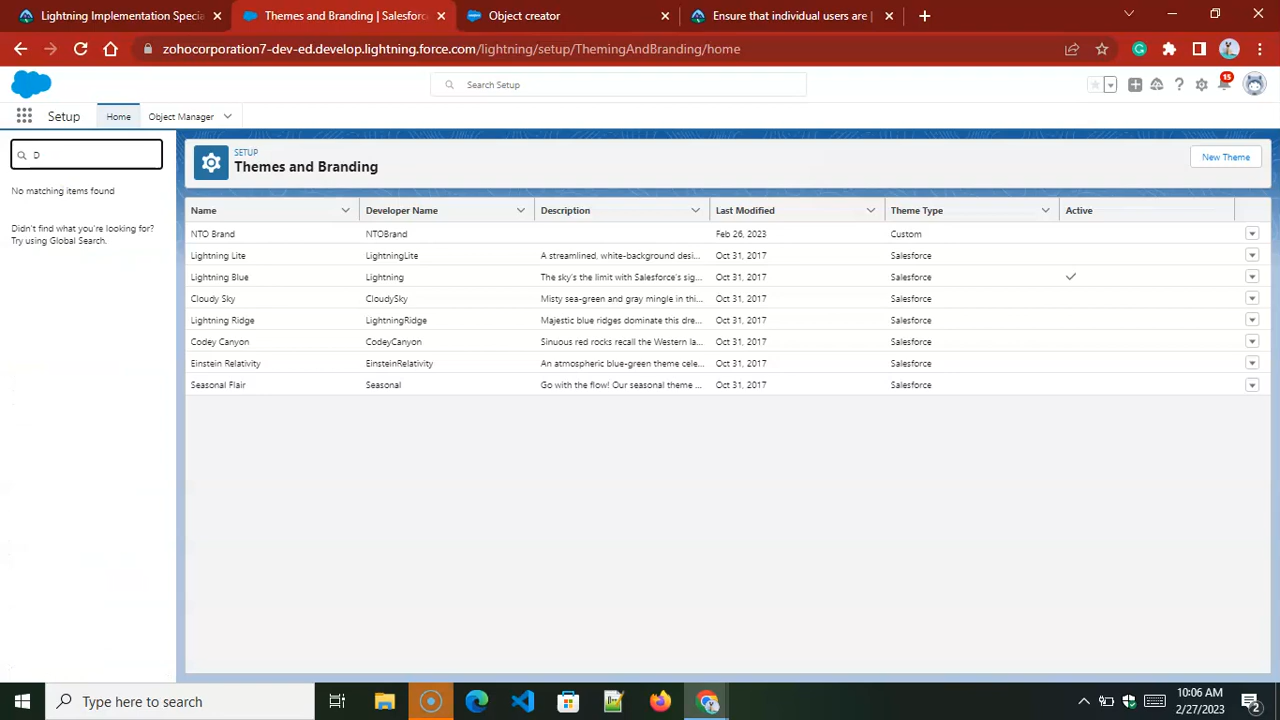 Lightning Implementation Specia
Themes and Branding | Salesforc
Object creator
Ensure that individual users are |
zohocorporation7-dev-ed.develop.lightning.force.com/lightning/setup/ThemingAndBranding/home
Search Setup
15
Setup
Home
Object Manager
D
No matching items found
Didn't find what you're looking for?
Try using Global Search.
SETUP
Themes and Branding
New Theme
Name Developer Name Description Last Modified Theme Type Active
NTO Brand NTOBrand Feb 26, 2023 Custom
Lightning Lite LightningLite A streamlined, white-background desi... Oct 31, 2017 Salesforce
Lightning Blue Lightning The sky's the limit with Salesforce's sig... Oct 31, 2017 Salesforce
Cloudy Sky CloudySky Misty sea-green and gray mingle in thi... Oct 31, 2017 Salesforce
Lightning Ridge LightningRidge Majestic blue ridges dominate this dre... Oct 31, 2017 Salesforce
Codey Canyon CodeyCanyon Sinuous red rocks recall the Western la... Oct 31, 2017 Salesforce
Einstein Relativity EinsteinRelativity An atmospheric blue-green theme cele... Oct 31, 2017 Salesforce
Seasonal Flair Seasonal Go with the flow! Our seasonal theme ... Oct 31, 2017 Salesforce
Type here to search
10:06 AM
2/27/2023
2